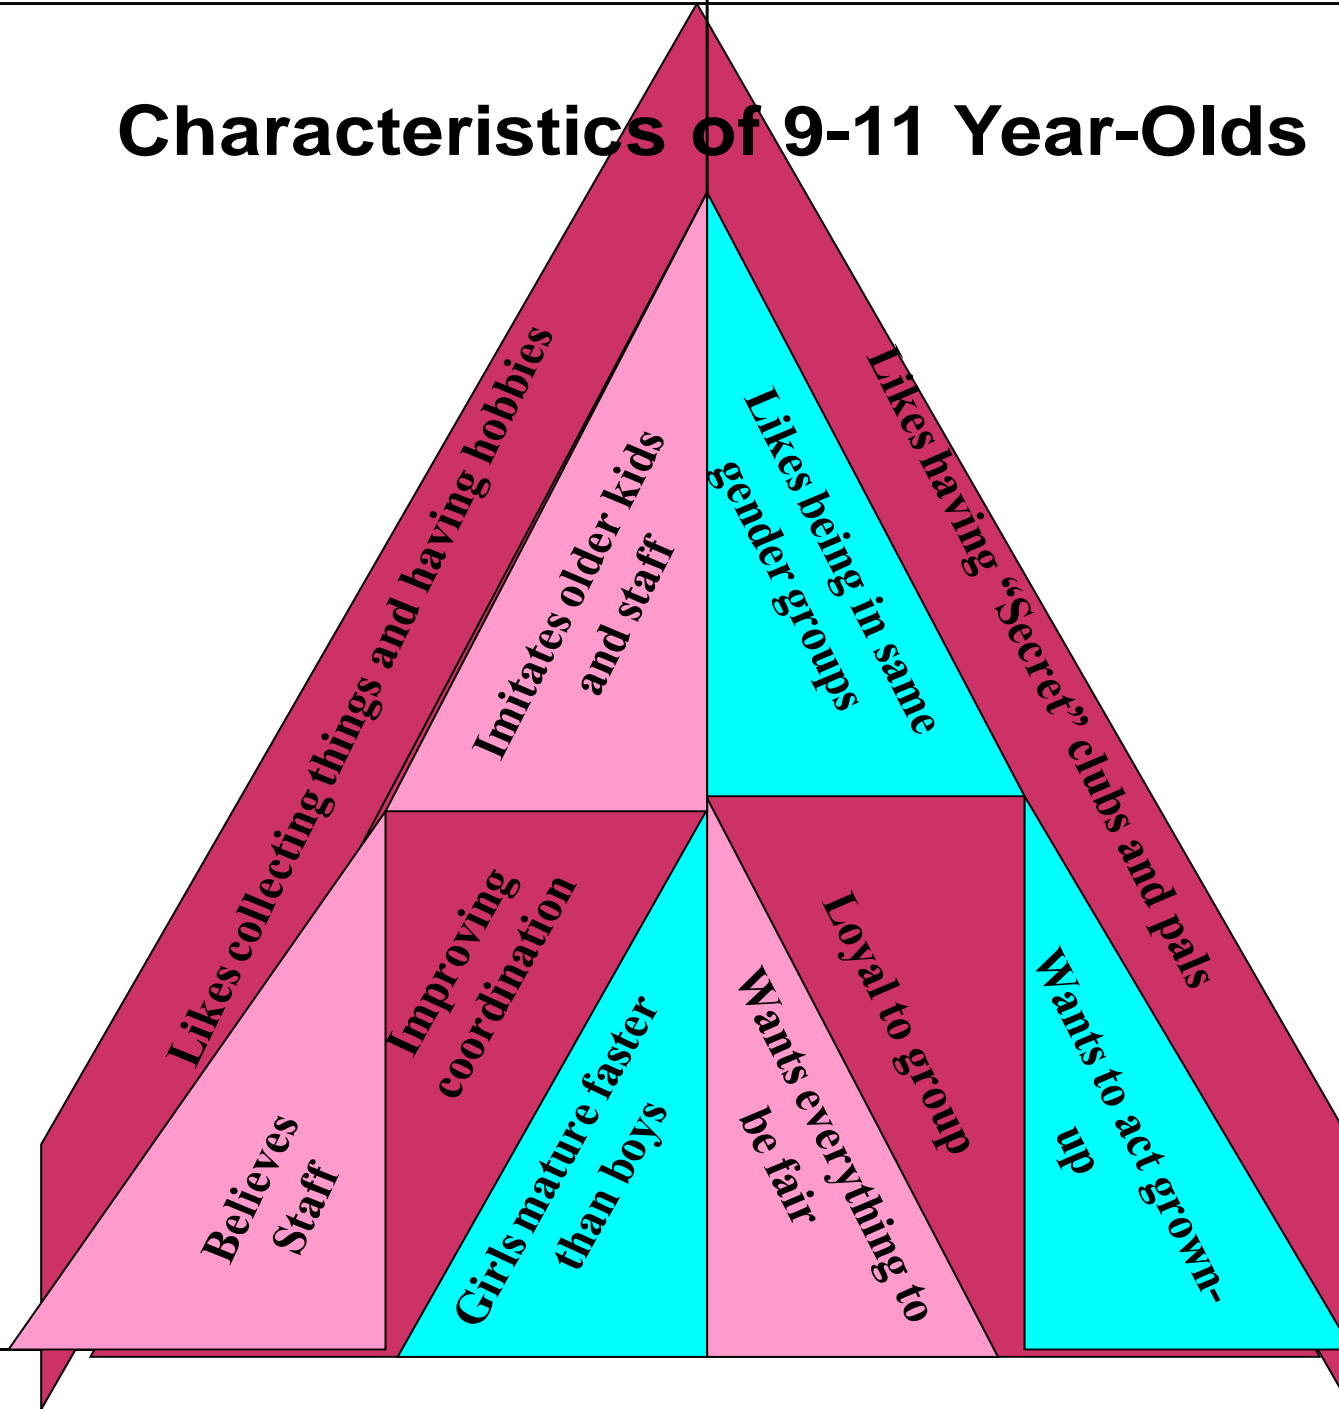 Characteristics of 9-11 Year-Olds
Likes collecting things and having hobbies
Imitates older kids
and staff
Likes being in same
gender groups
Likes having “Secret” clubs and pals
Believes
Staff
Improving
coordination
Girls mature faster
than boys
Wants everything to
be fair
Loyal to group
Wants to act grown-
up